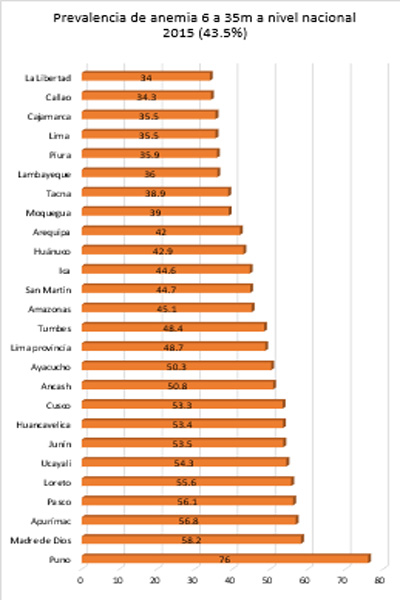 Prevalencia de anemia 6 a 35m a nivel nacional
2015 (43.5%)
La Libertad 34
Callao 34.3
Cajamarca 35.5
Lima 35.5
Piura 35.9
Lambayeque 36
Tacna 38.9
Moquegua 39
Arequipa 42
Huánuco 42.9
Ica 44.6
San Martín 44.7
Amazonas 45.1
Tumbes 48.4
Lima provincia 48.7
Ayacucho 50.3
Ancash 50.8
Cusco 53.3
Huancavelica 53.4
Junín 53.5
Ucayali 54.3
Loreto 55.6
Pasco 56.1
Apurímac 56.8
Madre de Dios 58.2
Puno 76
0 10 20 30 40 50 60 70 80